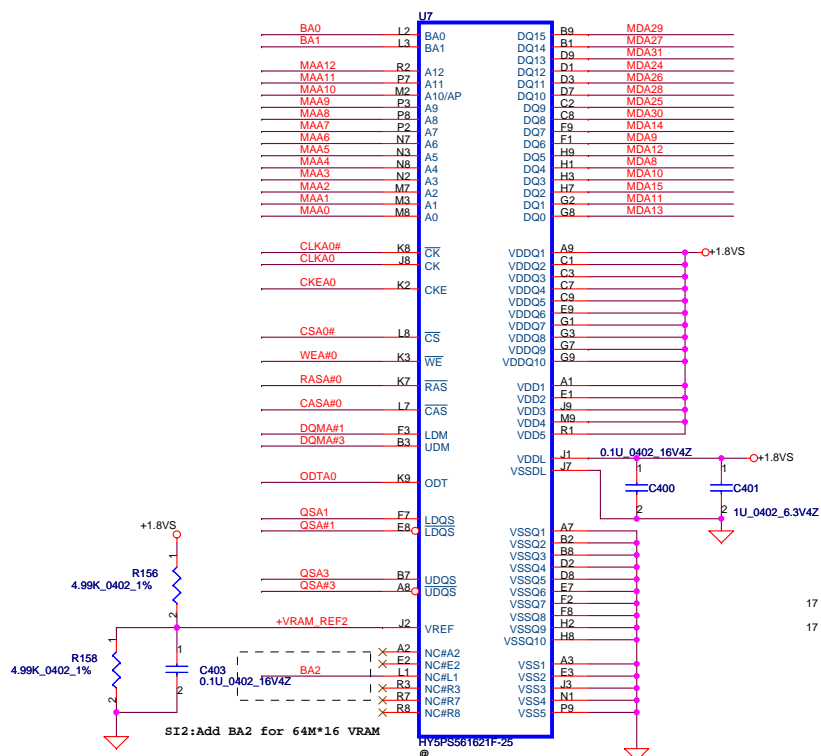 U7
BA0 L2 BA0 DQ15 B9 MDA29
BA1 L3 BA1 DQ14 B1 MDA27
DQ13 D9 MDA31
MAA12 R2 A12 DQ12 D1 MDA24
MAA11 P7 A11 DQ11 D3 MDA26
MAA10 M2 A10/AP DQ10 D7 MDA28
MAA9 P3 A9 DQ9 C2 MDA25
MAA8 P8 A8 DQ8 C8 MDA30
MAA7 P2 A7 DQ7 F9 MDA14
MAA6 N7 A6 DQ6 F1 MDA9
MAA5 N3 A5 DQ5 H9 MDA12
MAA4 N8 A4 DQ4 H1 MDA8
MAA3 N2 A3 DQ3 H3 MDA10
MAA2 M7 A2 DQ2 H7 MDA15
MAA1 M3 A1 DQ1 G2 MDA11
MAA0 M8 A0 DQ0 G8 MDA13
CLKA0# K8 CK VDDQ1 A9 +1.8VS
CLKA0 J8 CK VDDQ2 C1
VDDQ3 C3
CKEA0 K2 CKE VDDQ4 C7
VDDQ5 C9
VDDQ6 E9
VDDQ7 G1
CSA0# L8 CS VDDQ8 G3
VDDQ9 G7
WEA#0 K3 WE VDDQ10 G9
RASA#0 K7 RAS VDD1 A1
VDD2 E1
CASA#0 L7 CAS VDD3 J9
VDD4 M9
DQMA#1 F3 LDM VDD5 R1
DQMA#3 B3 UDM
VDDL J1 0.1U_0402_16V4Z +1.8VS
VSSDL J7
ODTA0 K9 ODT
1 C400 2
1 C401 2
1U_0402_6.3V4Z
QSA1 F7 LDQS
QSA#1 E8 LDQS
VSSQ1 A7
VSSQ2 B2
VSSQ3 B8
VSSQ4 D2
QSA3 B7 UDQS VSSQ5 D8
QSA#3 A8 UDQS VSSQ6 E7
VSSQ7 F2
VSSQ8 F8
+VRAM_REF2 J2 VREF VSSQ9 H2
VSSQ10 H8
+1.8VS
1
R156
4.99K_0402_1%
2
1
R158
4.99K_0402_1%
2
1
C403
0.1U_0402_16V4Z
2
A2 NC#A2
E2 NC#E2
BA2 L1 NC#L1
R3 NC#R3
R7 NC#R7
R8 NC#R8
VSS1 A3
VSS2 E3
VSS3 J3
VSS4 N1
VSS5 P9
17
17
SI2:Add BA2 for 64M*16 VRAM
HY5PS561621F-25
@